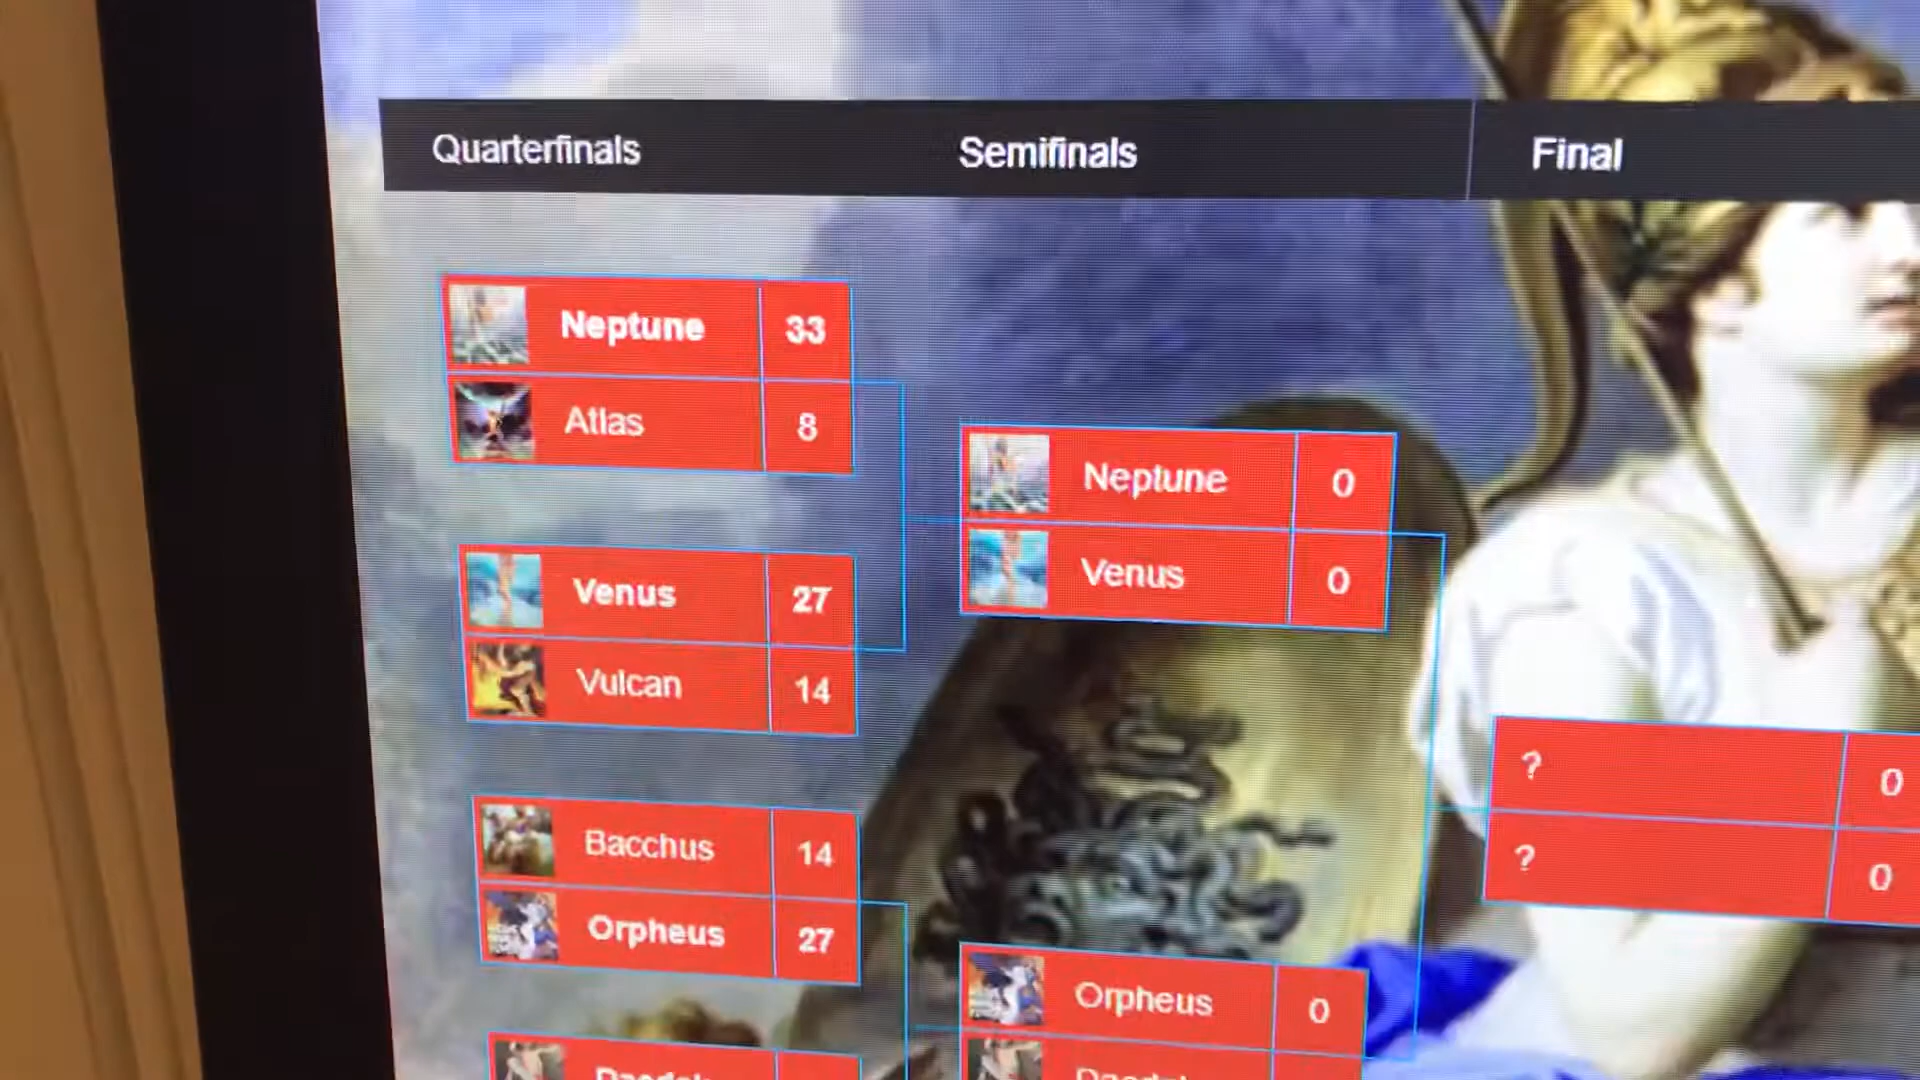 Quarterfinals Semifinals Final
Neptune 33
Atlas 8
Neptune 0
Venus 0
Venus 27
Vulcan 14
? 0
? 0
Bacchus 14
Orpheus 27
Orpheus 0